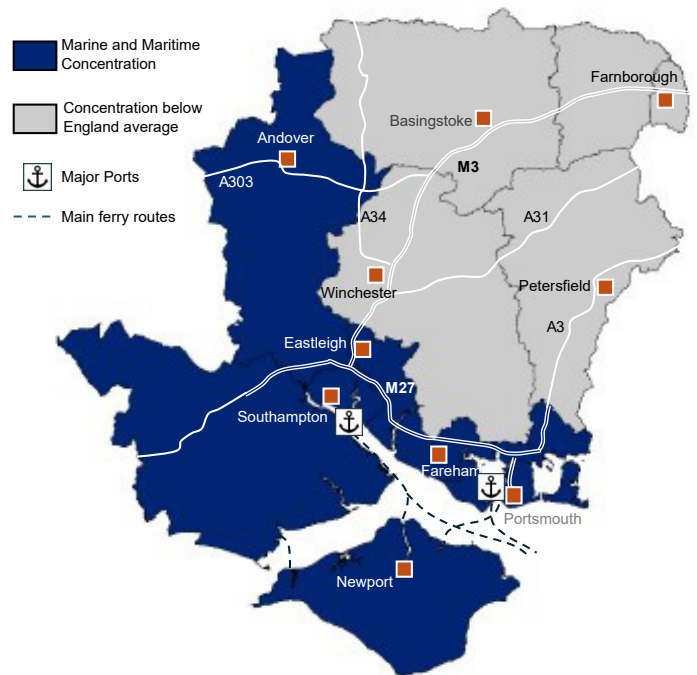 Marine and Maritime
Concentration
Concentration below
England average
Major Ports
Main ferry routes
Farnborough
Basingstoke
Andover
M3
A303
A34
A31
Winchester
Petersfield
A3
Eastleigh
M27
Southampton
Fareham
Portsmouth
Newport